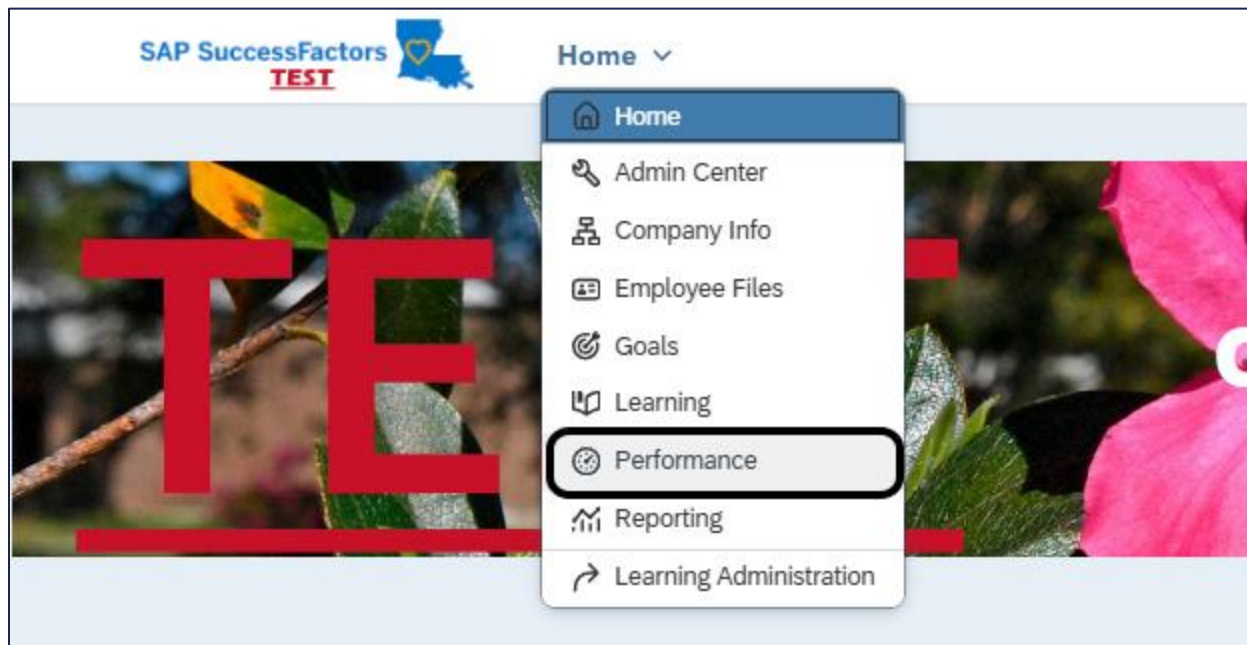 SAP SuccessFactors
TEST
Home
Home
Admin Center
Company Info
Employee Files
Goals
Learning
Performance
Reporting
Learning Administration
TE